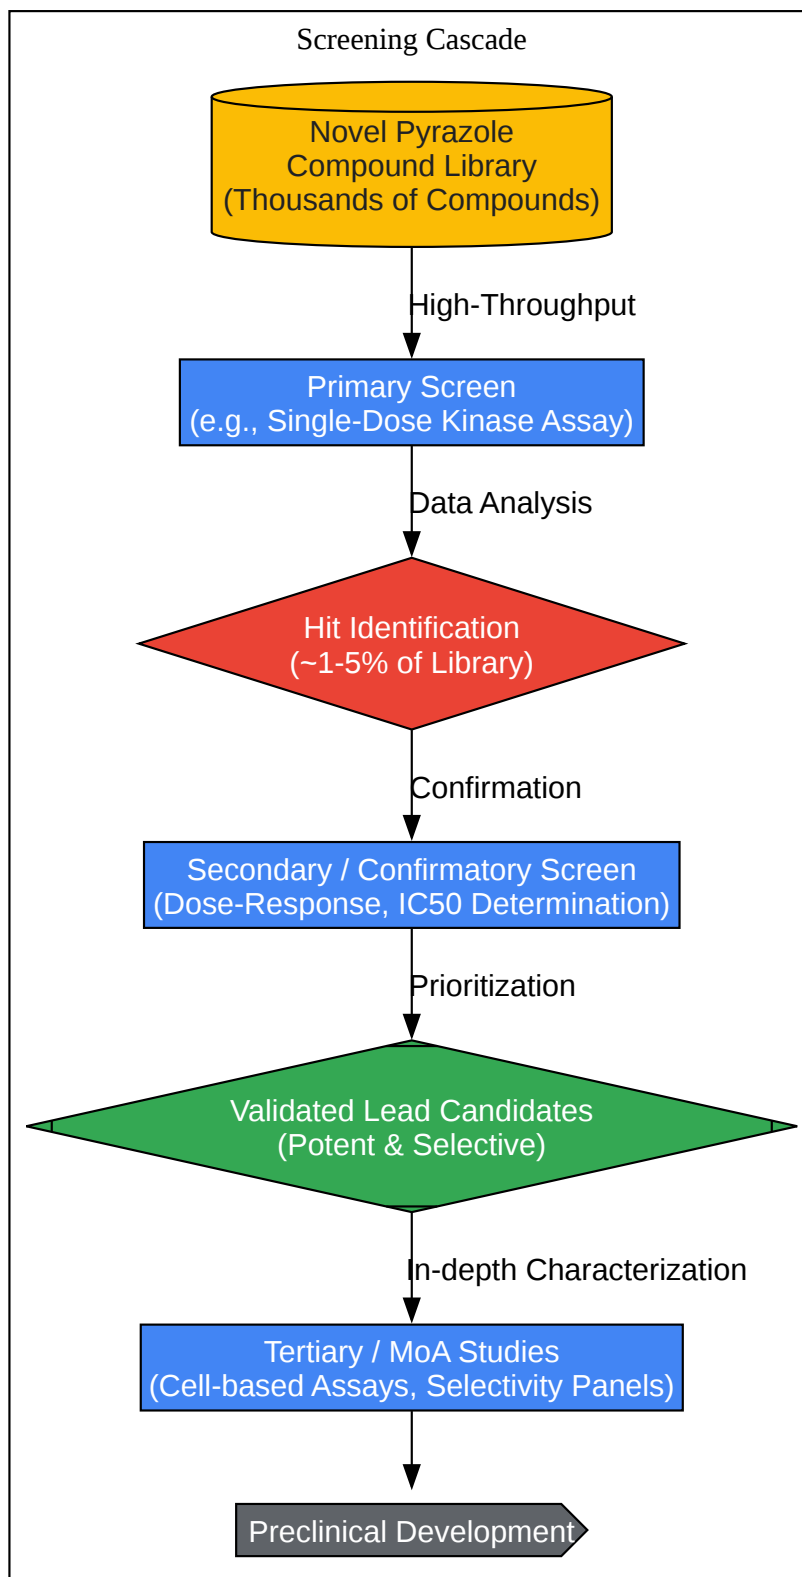 Screening Cascade
Novel Pyrazole
Compound Library
(Thousands of Compounds)
High-Throughput
Primary Screen
(e.g., Single-Dose Kinase Assay)
Data Analysis
Hit Identification
(~1-5% of Library)
Confirmation
Secondary / Confirmatory Screen
(Dose-Response, IC50 Determination)
Prioritization
Validated Lead Candidates
(Potent & Selective)
In-depth Characterization
Tertiary / MoA Studies
(Cell-based Assays, Selectivity Panels)
Preclinical Development